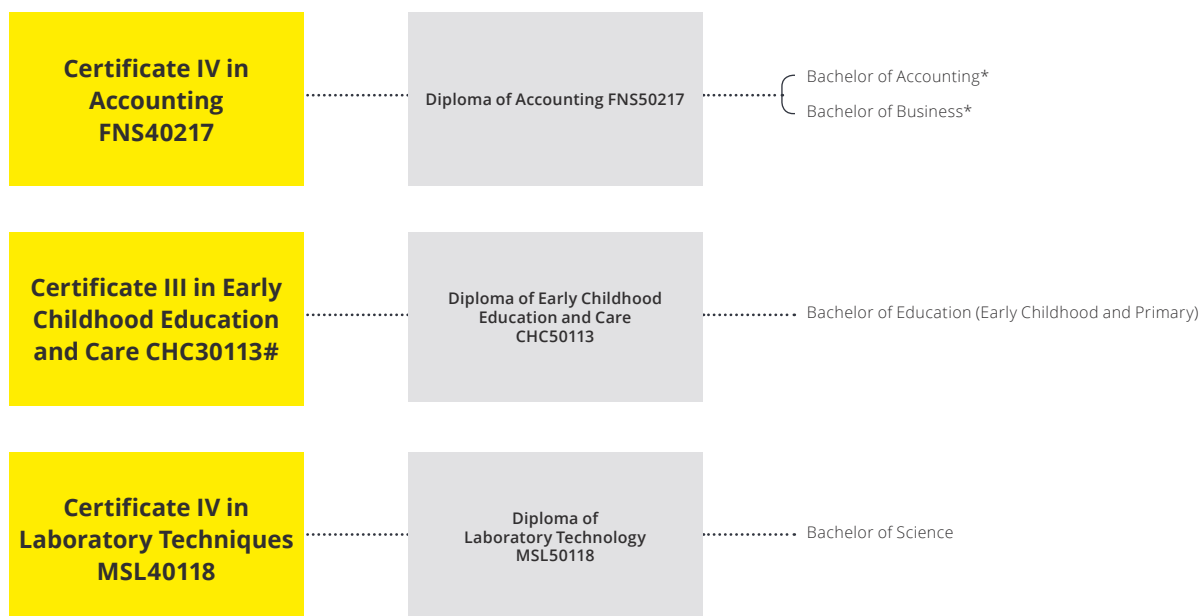 Certificate IV in
Accounting
FNS40217
Diploma of Accounting FNS50217
Bachelor of Accounting*
Bachelor of Business*
Certificate III in Early
Childhood Education
and Care CHC30113#
Diploma of Early Childhood
Education and Care
CHC50113
Bachelor of Education (Early Childhood and Primary)
Certificate IV in
Laboratory Techniques
MSL40118
Diploma of
Laboratory Technology
MSL50118
Bachelor of Science